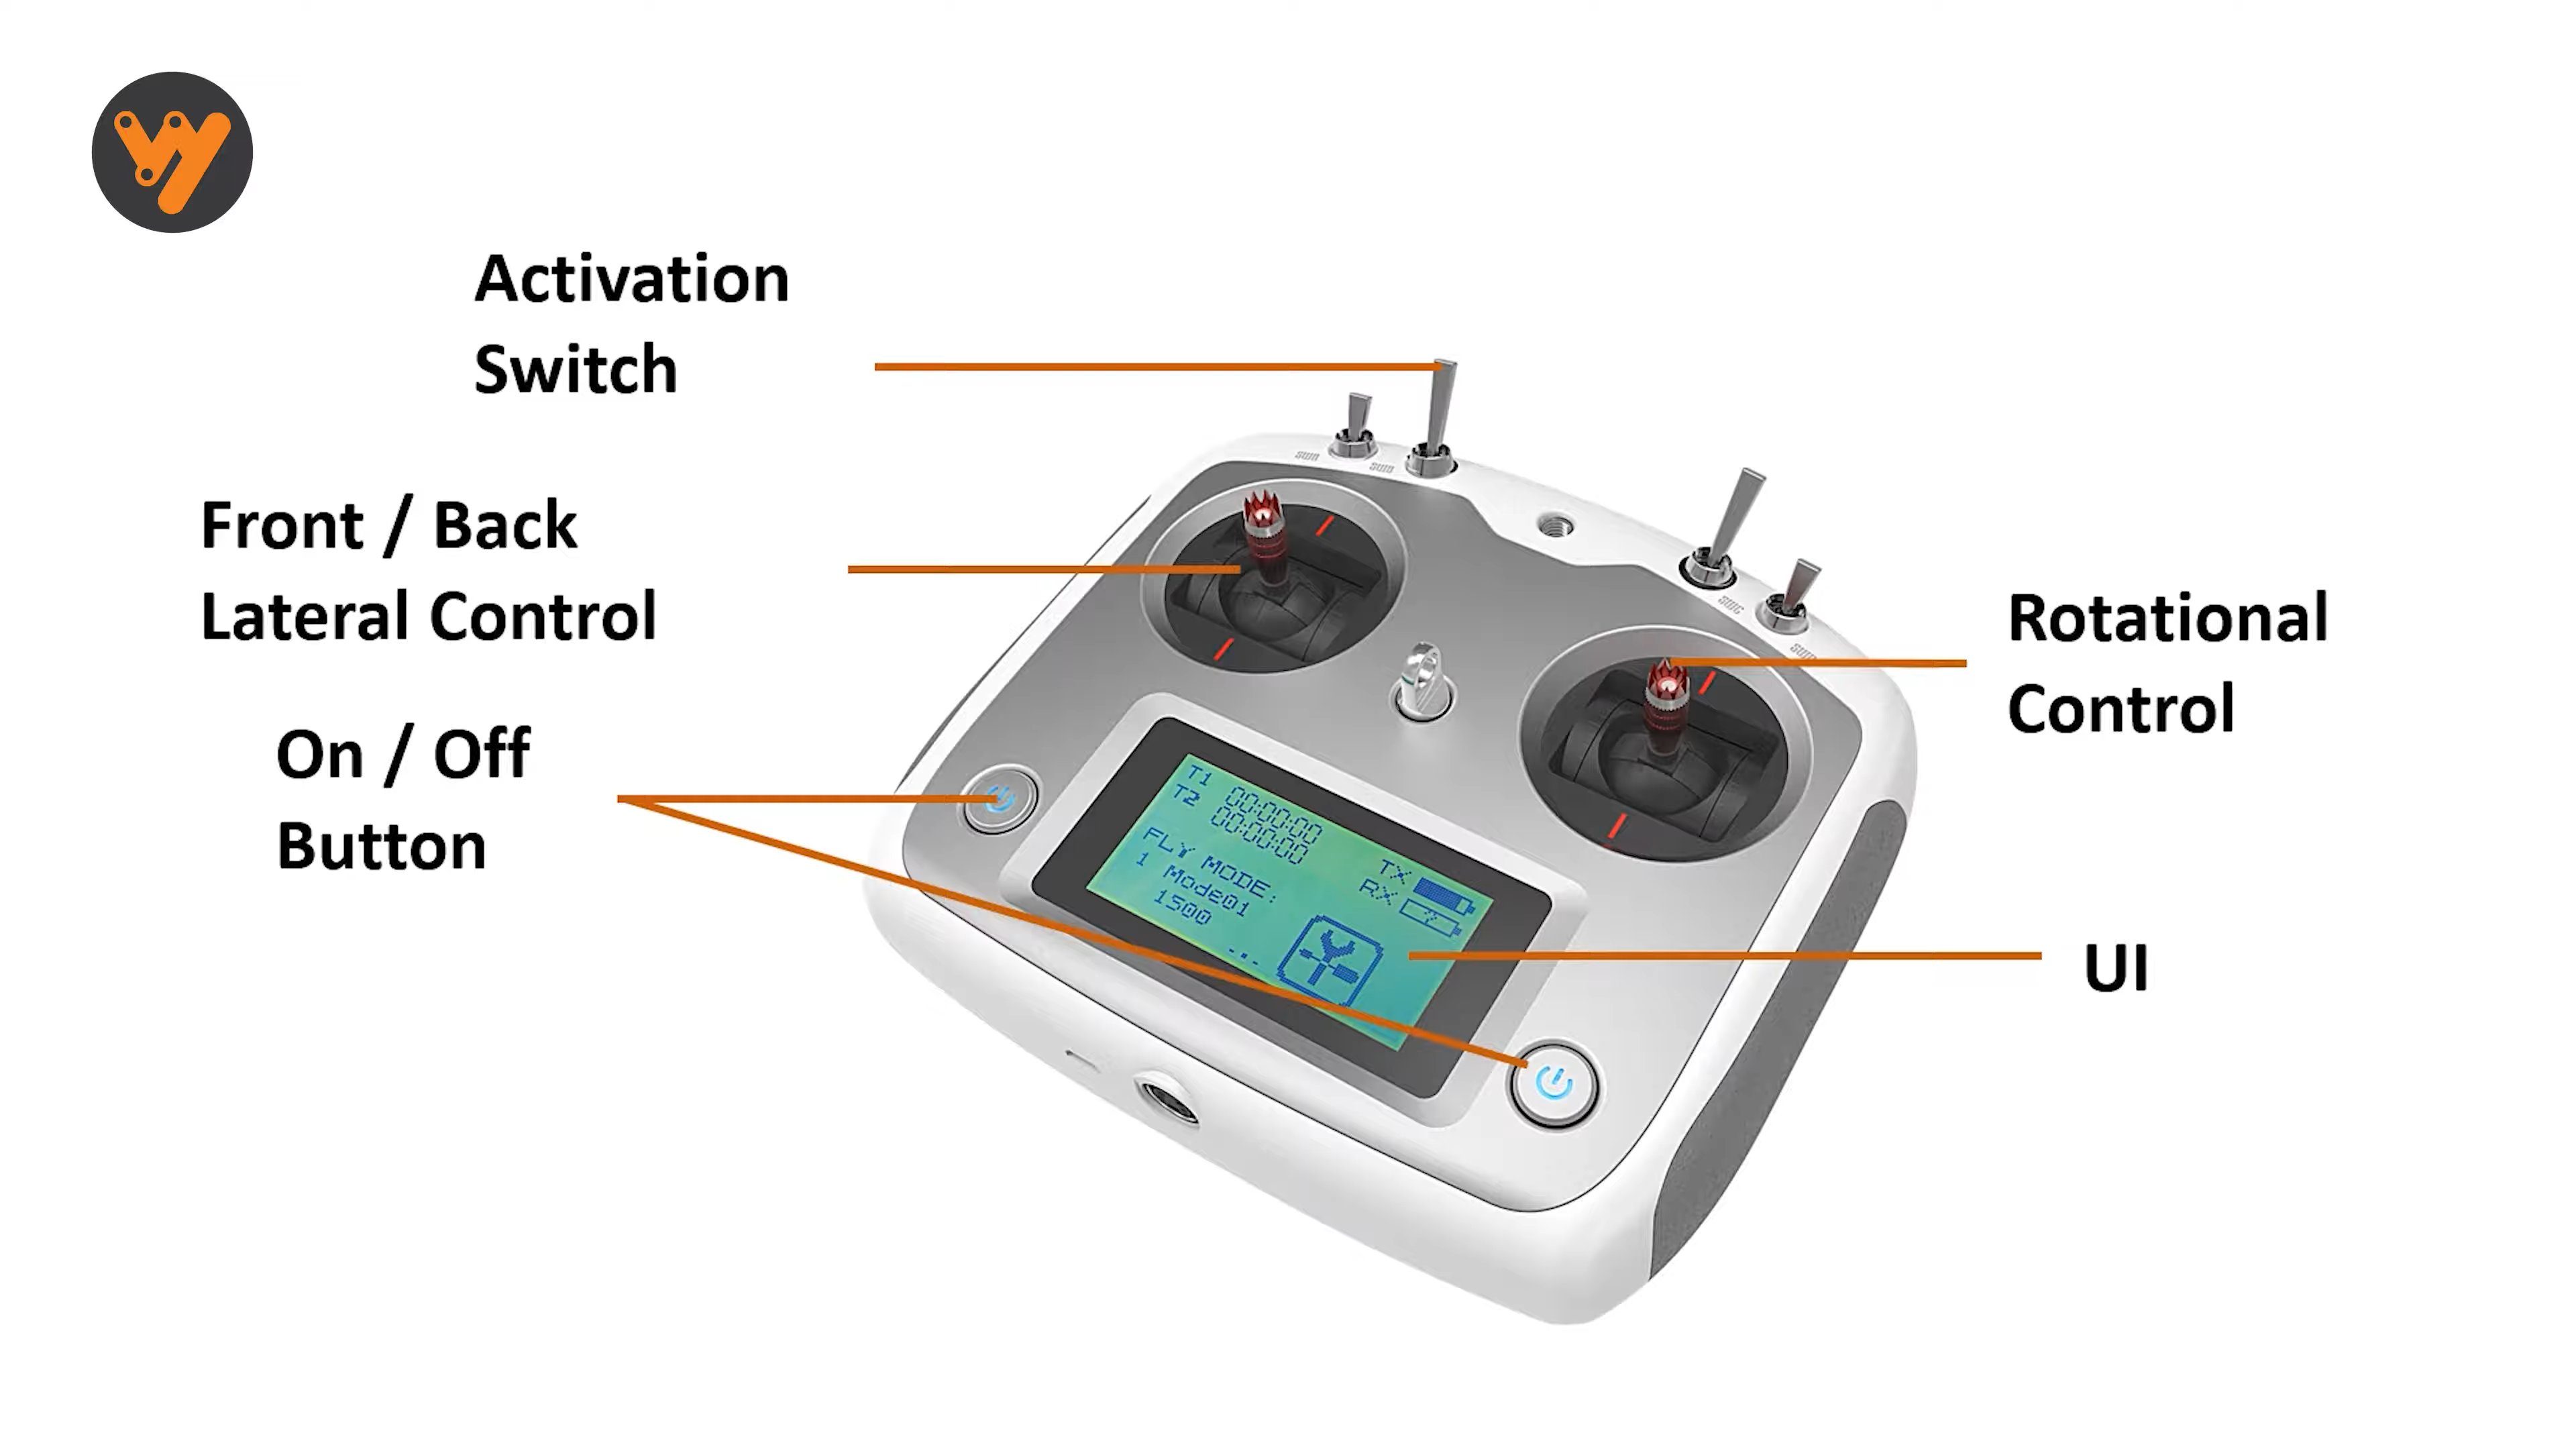 Activation
Switch
Front / Back
Lateral Control
On / Off
Button
Rotational
Control
UI
T1 00:00:00
T2 00:00:00
FLY MODE:
1 Mode01
1500
...
TX
RX
?